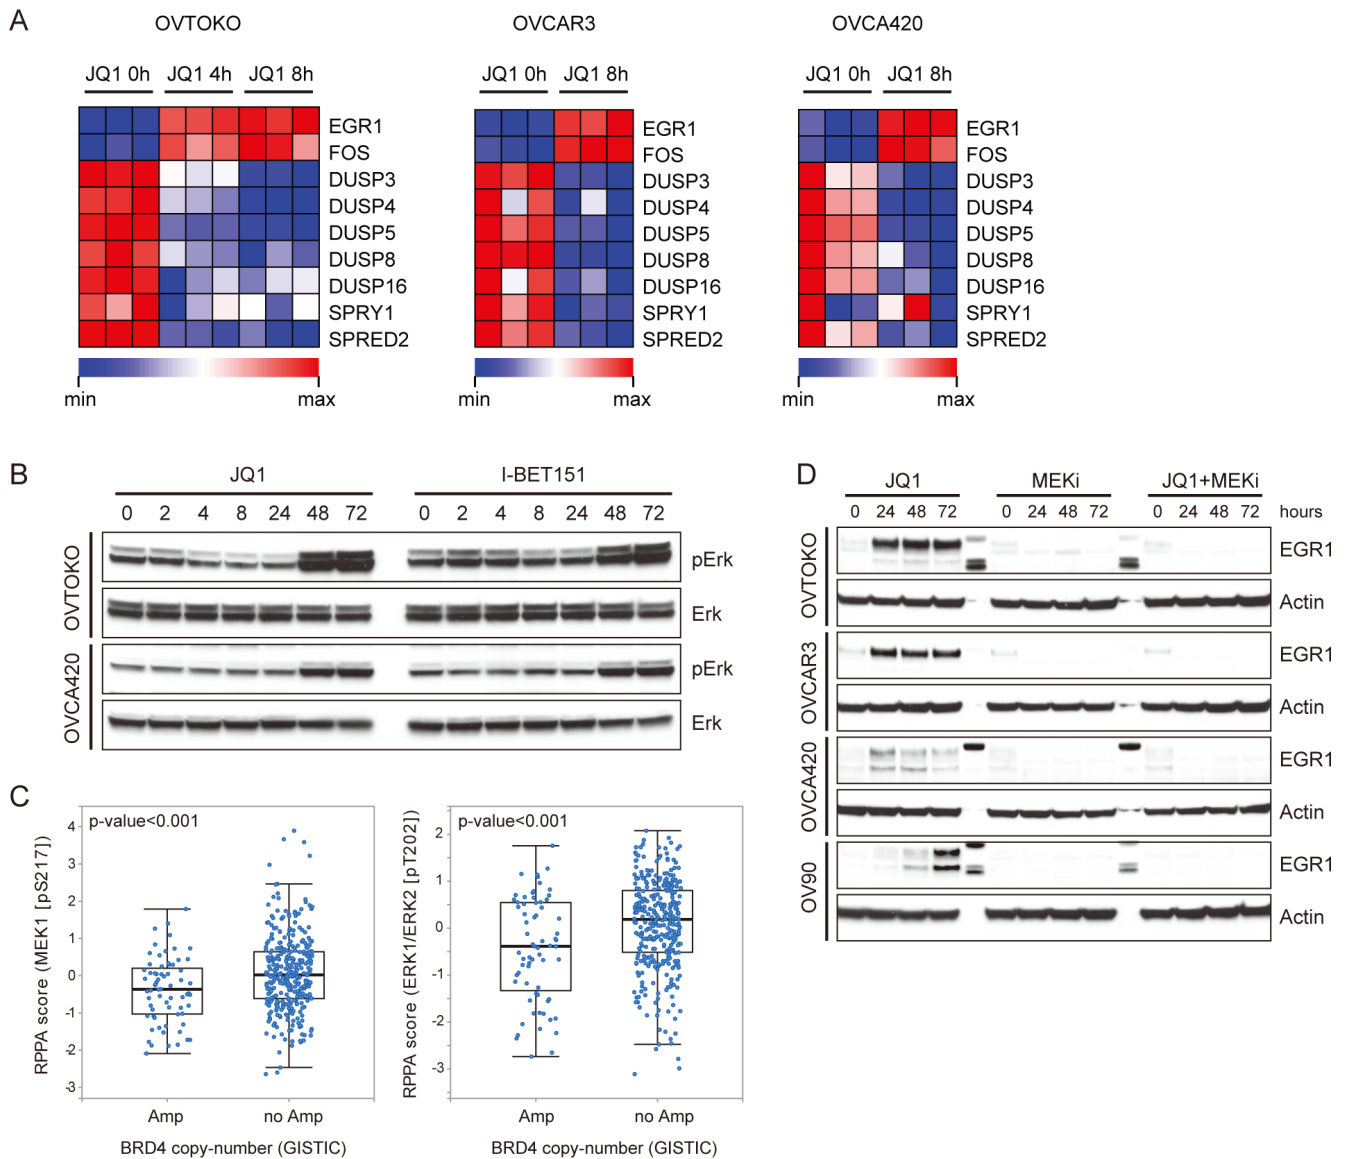 A
OVTOKO
OVCAR3
OVCA420
JQ1 0h JQ1 4h JQ1 8h
JQ1 0h JQ1 8h
JQ1 0h JQ1 8h
EGR1
FOS
DUSP3
DUSP4
DUSP5
DUSP8
DUSP16
SPRY1
SPRED2
min max
EGR1
FOS
DUSP3
DUSP4
DUSP5
DUSP8
DUSP16
SPRY1
SPRED2
min max
EGR1
FOS
DUSP3
DUSP4
DUSP5
DUSP8
DUSP16
SPRY1
SPRED2
min max
B
JQ1 I-BET151
0 2 4 8 24 48 72 0 2 4 8 24 48 72
OVTOKO
pErk
Erk
OVCA420
pErk
Erk
C
p-value<0.001
RPPA score (MEK1 [pS217])
4
3
2
1
0
-1
-2
-3
Amp no Amp
BRD4 copy-number (GISTIC)
p-value<0.001
RPPA score (ERK1/ERK2 [pT202])
2
1
0
-1
-2
-3
Amp no Amp
BRD4 copy-number (GISTIC)
D
JQ1 MEKi JQ1+MEKi
0 24 48 72 0 24 48 72 0 24 48 72 hours
OVTOKO
EGR1
Actin
OVCAR3
EGR1
Actin
OVCA420
EGR1
Actin
OV90
EGR1
Actin